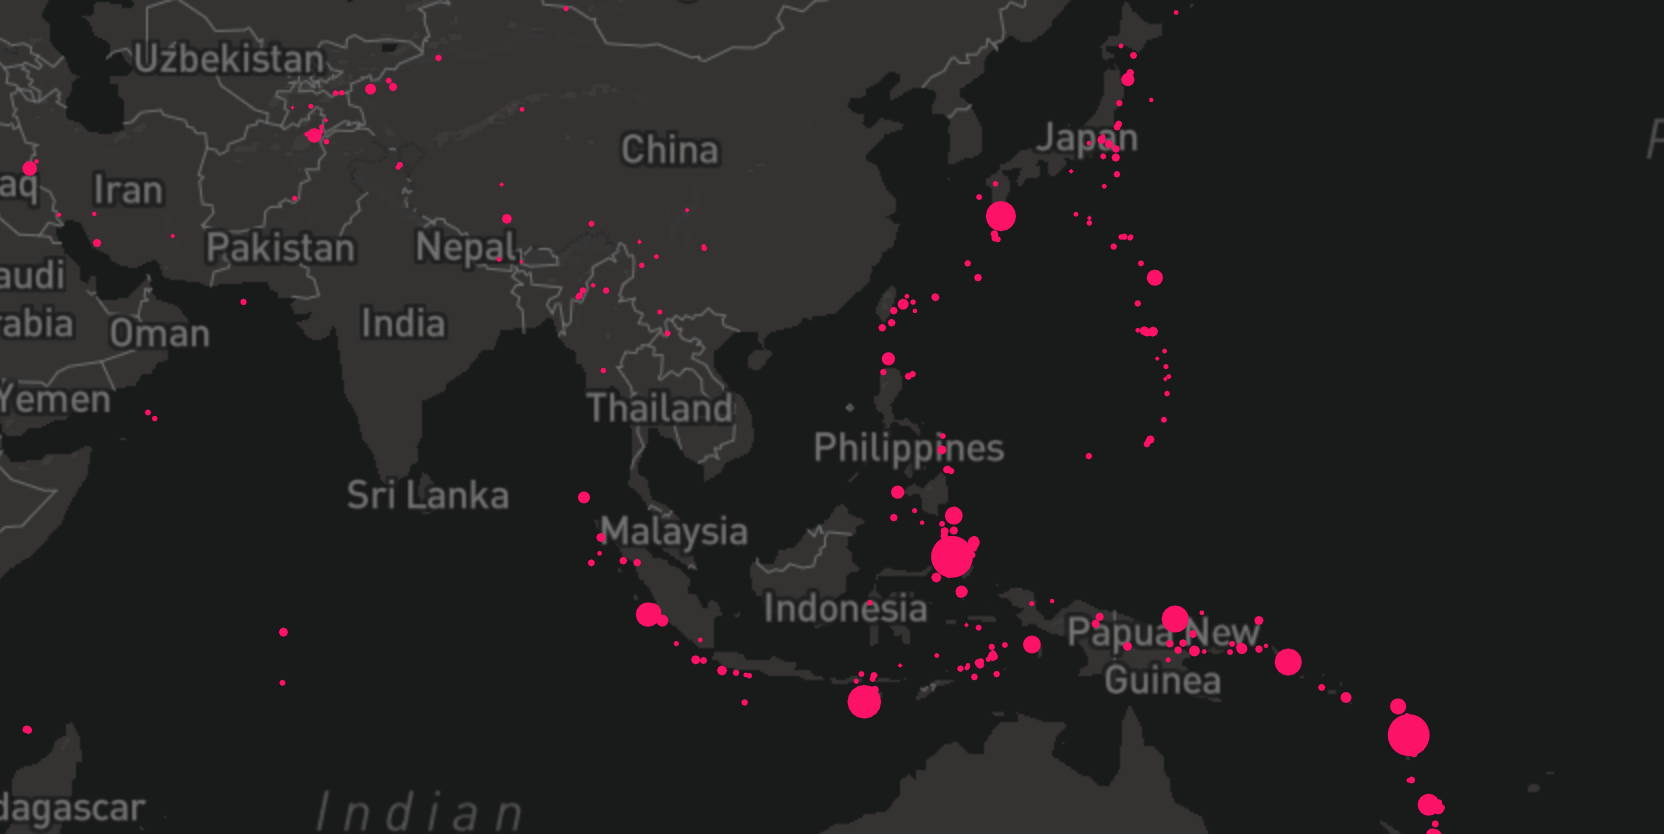 Uzbekistan
China
Japan
P
aq
Iran
Pakistan
Nepal
audi
rabia
Oman
India
Yemen
Thailand
Philippines
Sri Lanka
Malaysia
Indonesia
Papua New
Guinea
dagascar
Indian